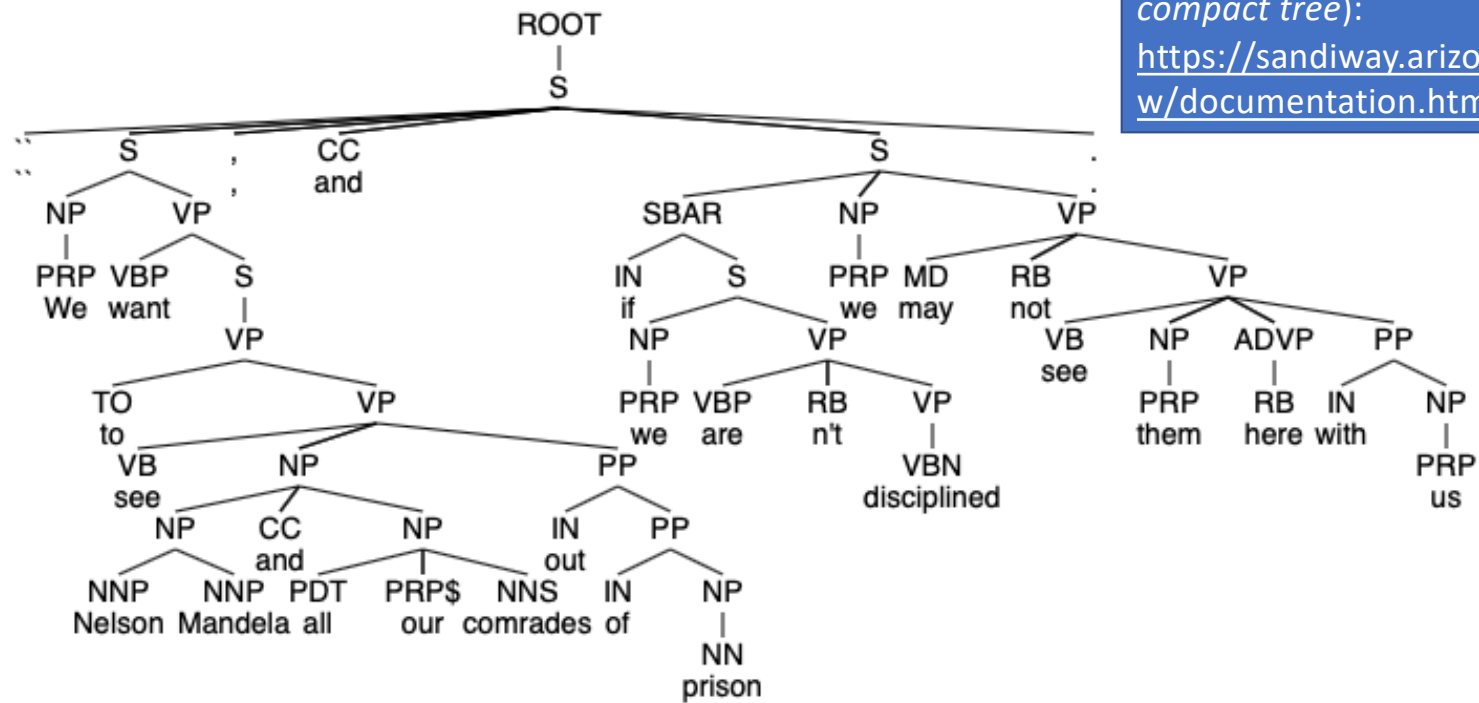 ROOT
compact tree):
https://sandiway.arizo
w/documentation.htm
S
`` S , CC S .
`` , and .
NP VP SBAR NP VP
PRP VBP S IN S PRP MD RB VP
We want if we may not
VP NP VP VB NP ADVP PP
see
TO VP PRP VBP RB VP PRP RB IN NP
to we are n't them here with
VB NP PP VBN PRP
see disciplined us
NP CC NP IN PP
and out
NNP NNP PDT PRP$ NNS IN NP
Nelson Mandela all our comrades of
NN
prison